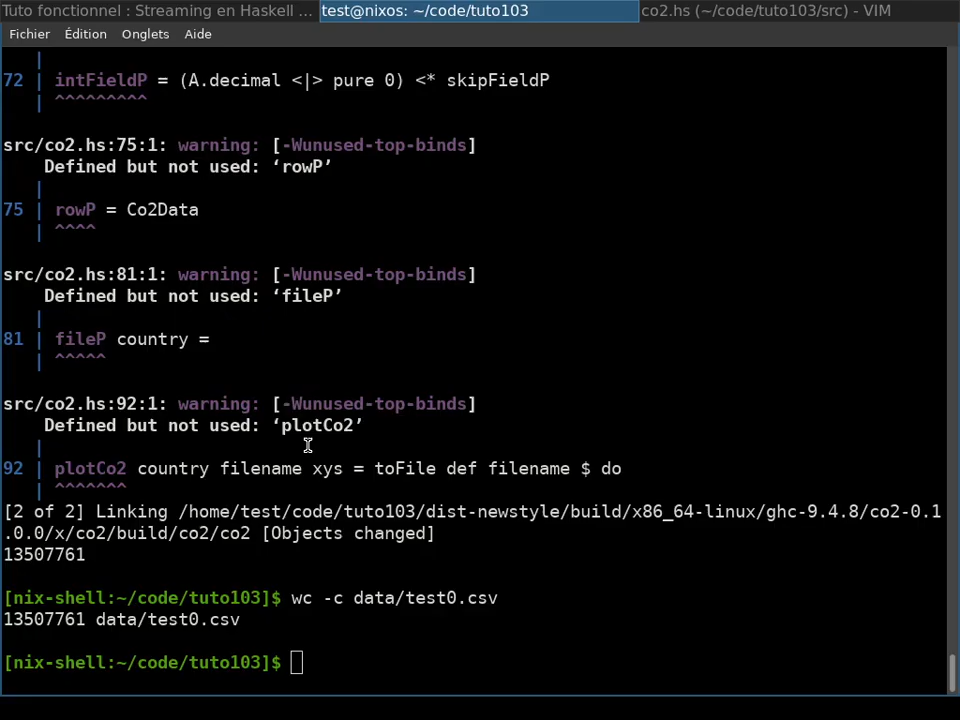 Tuto fonctionnel : Streaming en Haskell ... test@nixos: ~/code/tuto103 co2.hs (~/code/tuto103/src) - VIM
Fichier Édition Onglets Aide
|
72 | intFieldP = (A.decimal <|> pure 0) <* skipFieldP
| ^^^^^^^^^
src/co2.hs:75:1: warning: [-Wunused-top-binds]
Defined but not used: ‘rowP’
|
75 | rowP = Co2Data
| ^^^^
src/co2.hs:81:1: warning: [-Wunused-top-binds]
Defined but not used: ‘fileP’
|
81 | fileP country =
| ^^^^^
src/co2.hs:92:1: warning: [-Wunused-top-binds]
Defined but not used: ‘plotCo2’
|
92 | plotCo2 country filename xys = toFile def filename $ do
| ^^^^^^^
[2 of 2] Linking /home/test/code/tuto103/dist-newstyle/build/x86_64-linux/ghc-9.4.8/co2-0.1
.0.0/x/co2/build/co2/co2 [Objects changed]
13507761
[nix-shell:~/code/tuto103]$ wc -c data/test0.csv
13507761 data/test0.csv
[nix-shell:~/code/tuto103]$